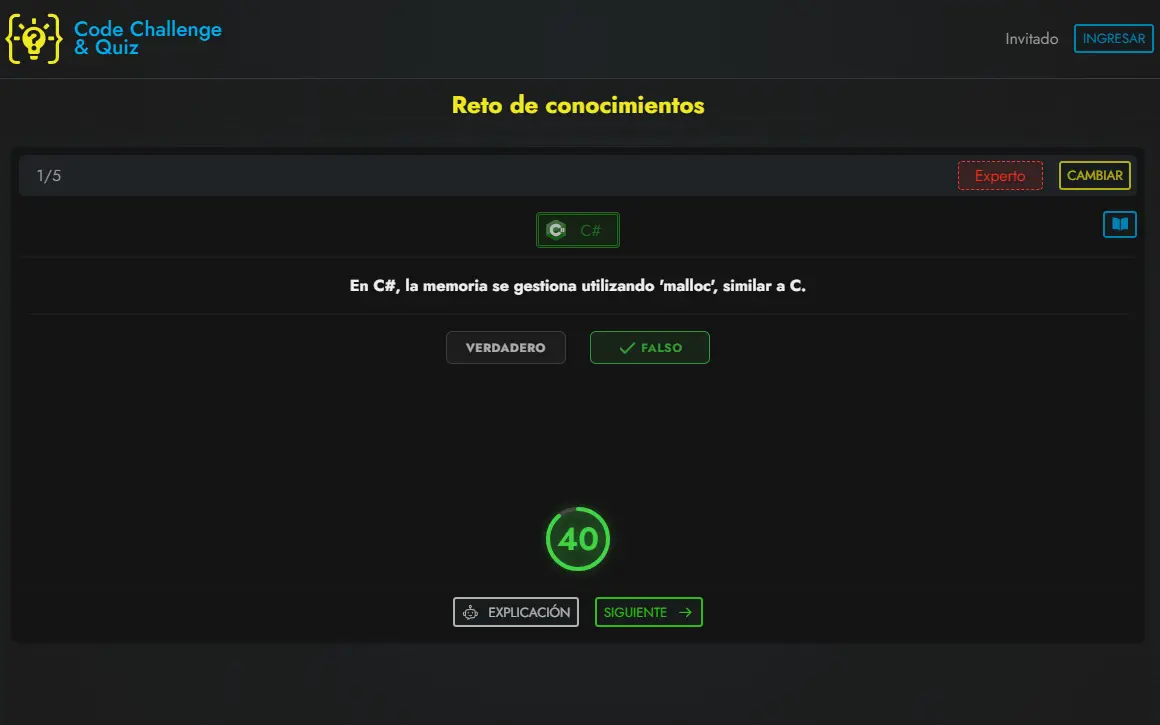 Code Challenge
& Quiz
Invitado
INGRESAR
Reto de conocimientos
1/5
Experto
CAMBIAR
C#
En C#, la memoria se gestiona utilizando 'malloc', similar a C.
VERDADERO
FALSO
40
EXPLICACIÓN
SIGUIENTE